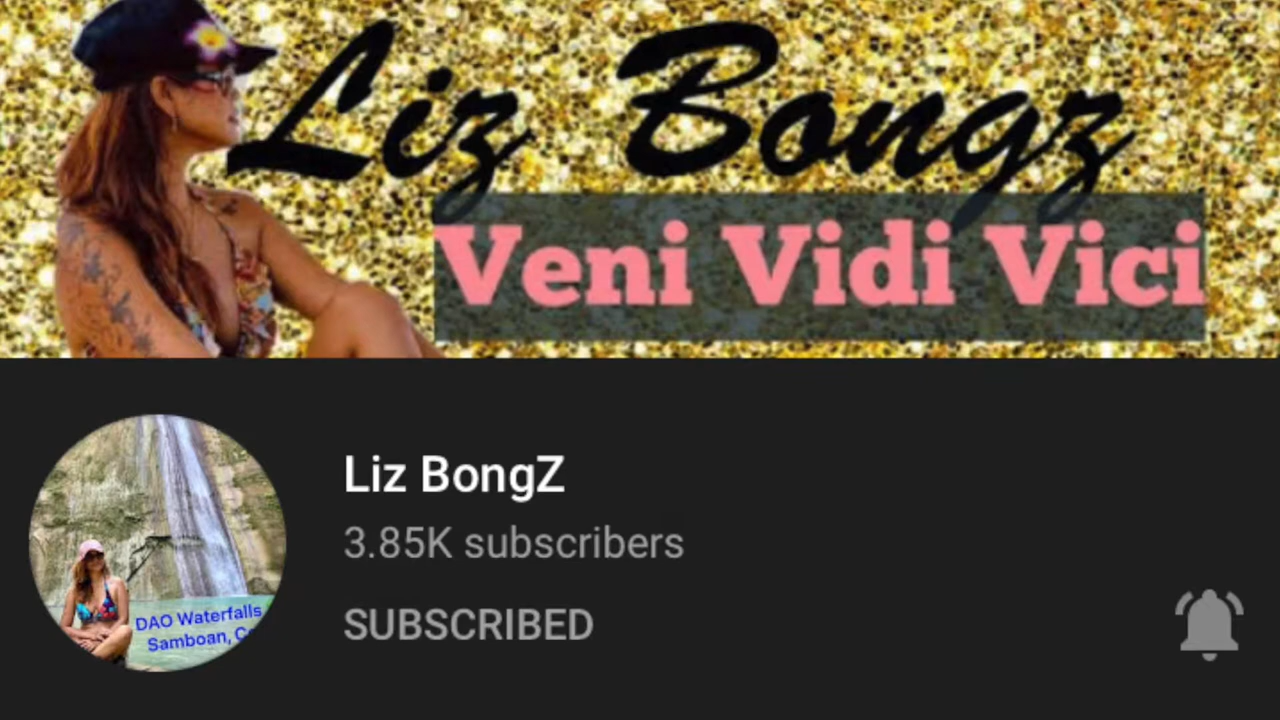 Liz Bongz
Veni Vidi Vici
Liz BongZ
3.85K subscribers
SUBSCRIBED
DAO Waterfalls
Samboan,